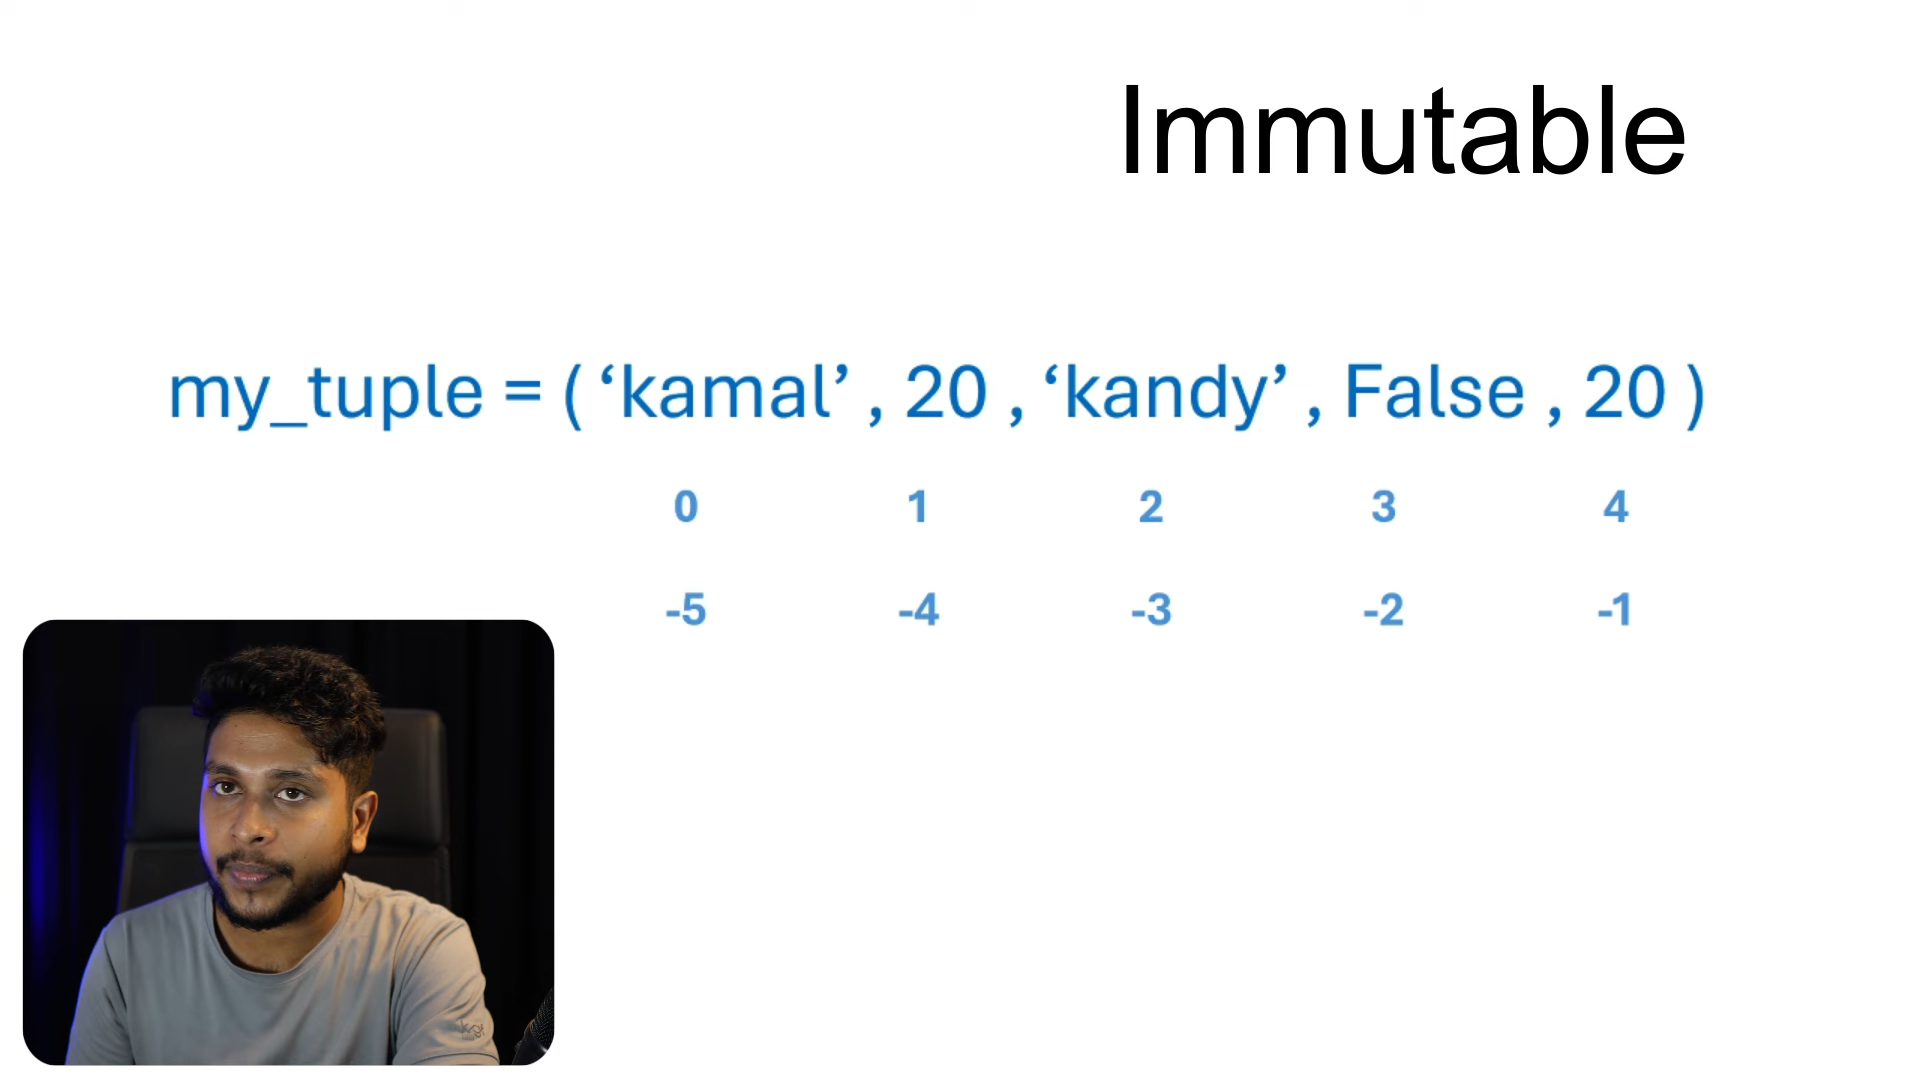 Immutable
my_tuple = ( ‘kamal’ , 20 , ‘kandy’ , False , 20 )
0 1 2 3 4
-5 -4 -3 -2 -1